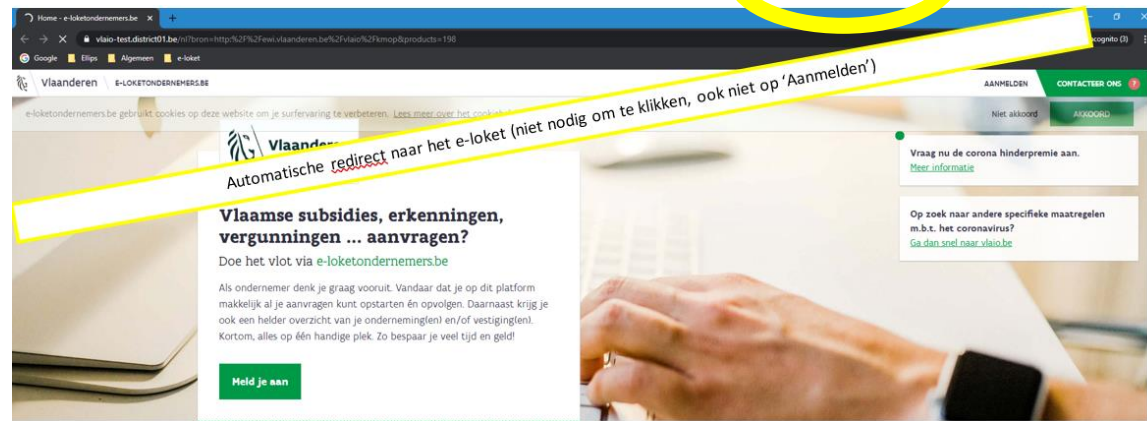 Home - e-loketondernemers.be
vlaio-test.district01.be/nl?bron=http:%2F%2Fewi.vlaanderen.be%2Fvlaio%2Fkmop&products=198
Google Ellips Algemeen e-loket
Vlaanderen E-LOKETONDERNEMERS.BE
AANMELDEN CONTACTEER ONS ?
e-loketondernemers.be gebruikt cookies op deze website om je surfervaring te verbeteren. Lees meer over het
Niet akkoord AKKOORD
Automatische redirect naar het e-loket (niet nodig om te klikken, ook niet op ‘Aanmelden’)
Vlaamse subsidies, erkenningen,
vergunningen ... aanvragen?
Doe het vlot via e-loketondernemers.be
Als ondernemer denk je graag vooruit. Vandaar dat je op dit platform
makkelijk al je aanvragen kunt opstarten én opvolgen. Daarnaast krijg je
ook een helder overzicht van je onderneming(en) en/of vestiging(en).
Kortom, alles op één handige plek. Zo bespaar je veel tijd en geld!
Meld je aan
Vraag nu de corona hinderpremie aan.
Meer informatie
Op zoek naar andere specifieke maatregelen
m.b.t. het coronavirus?
Ga dan snel naar vlaio.be